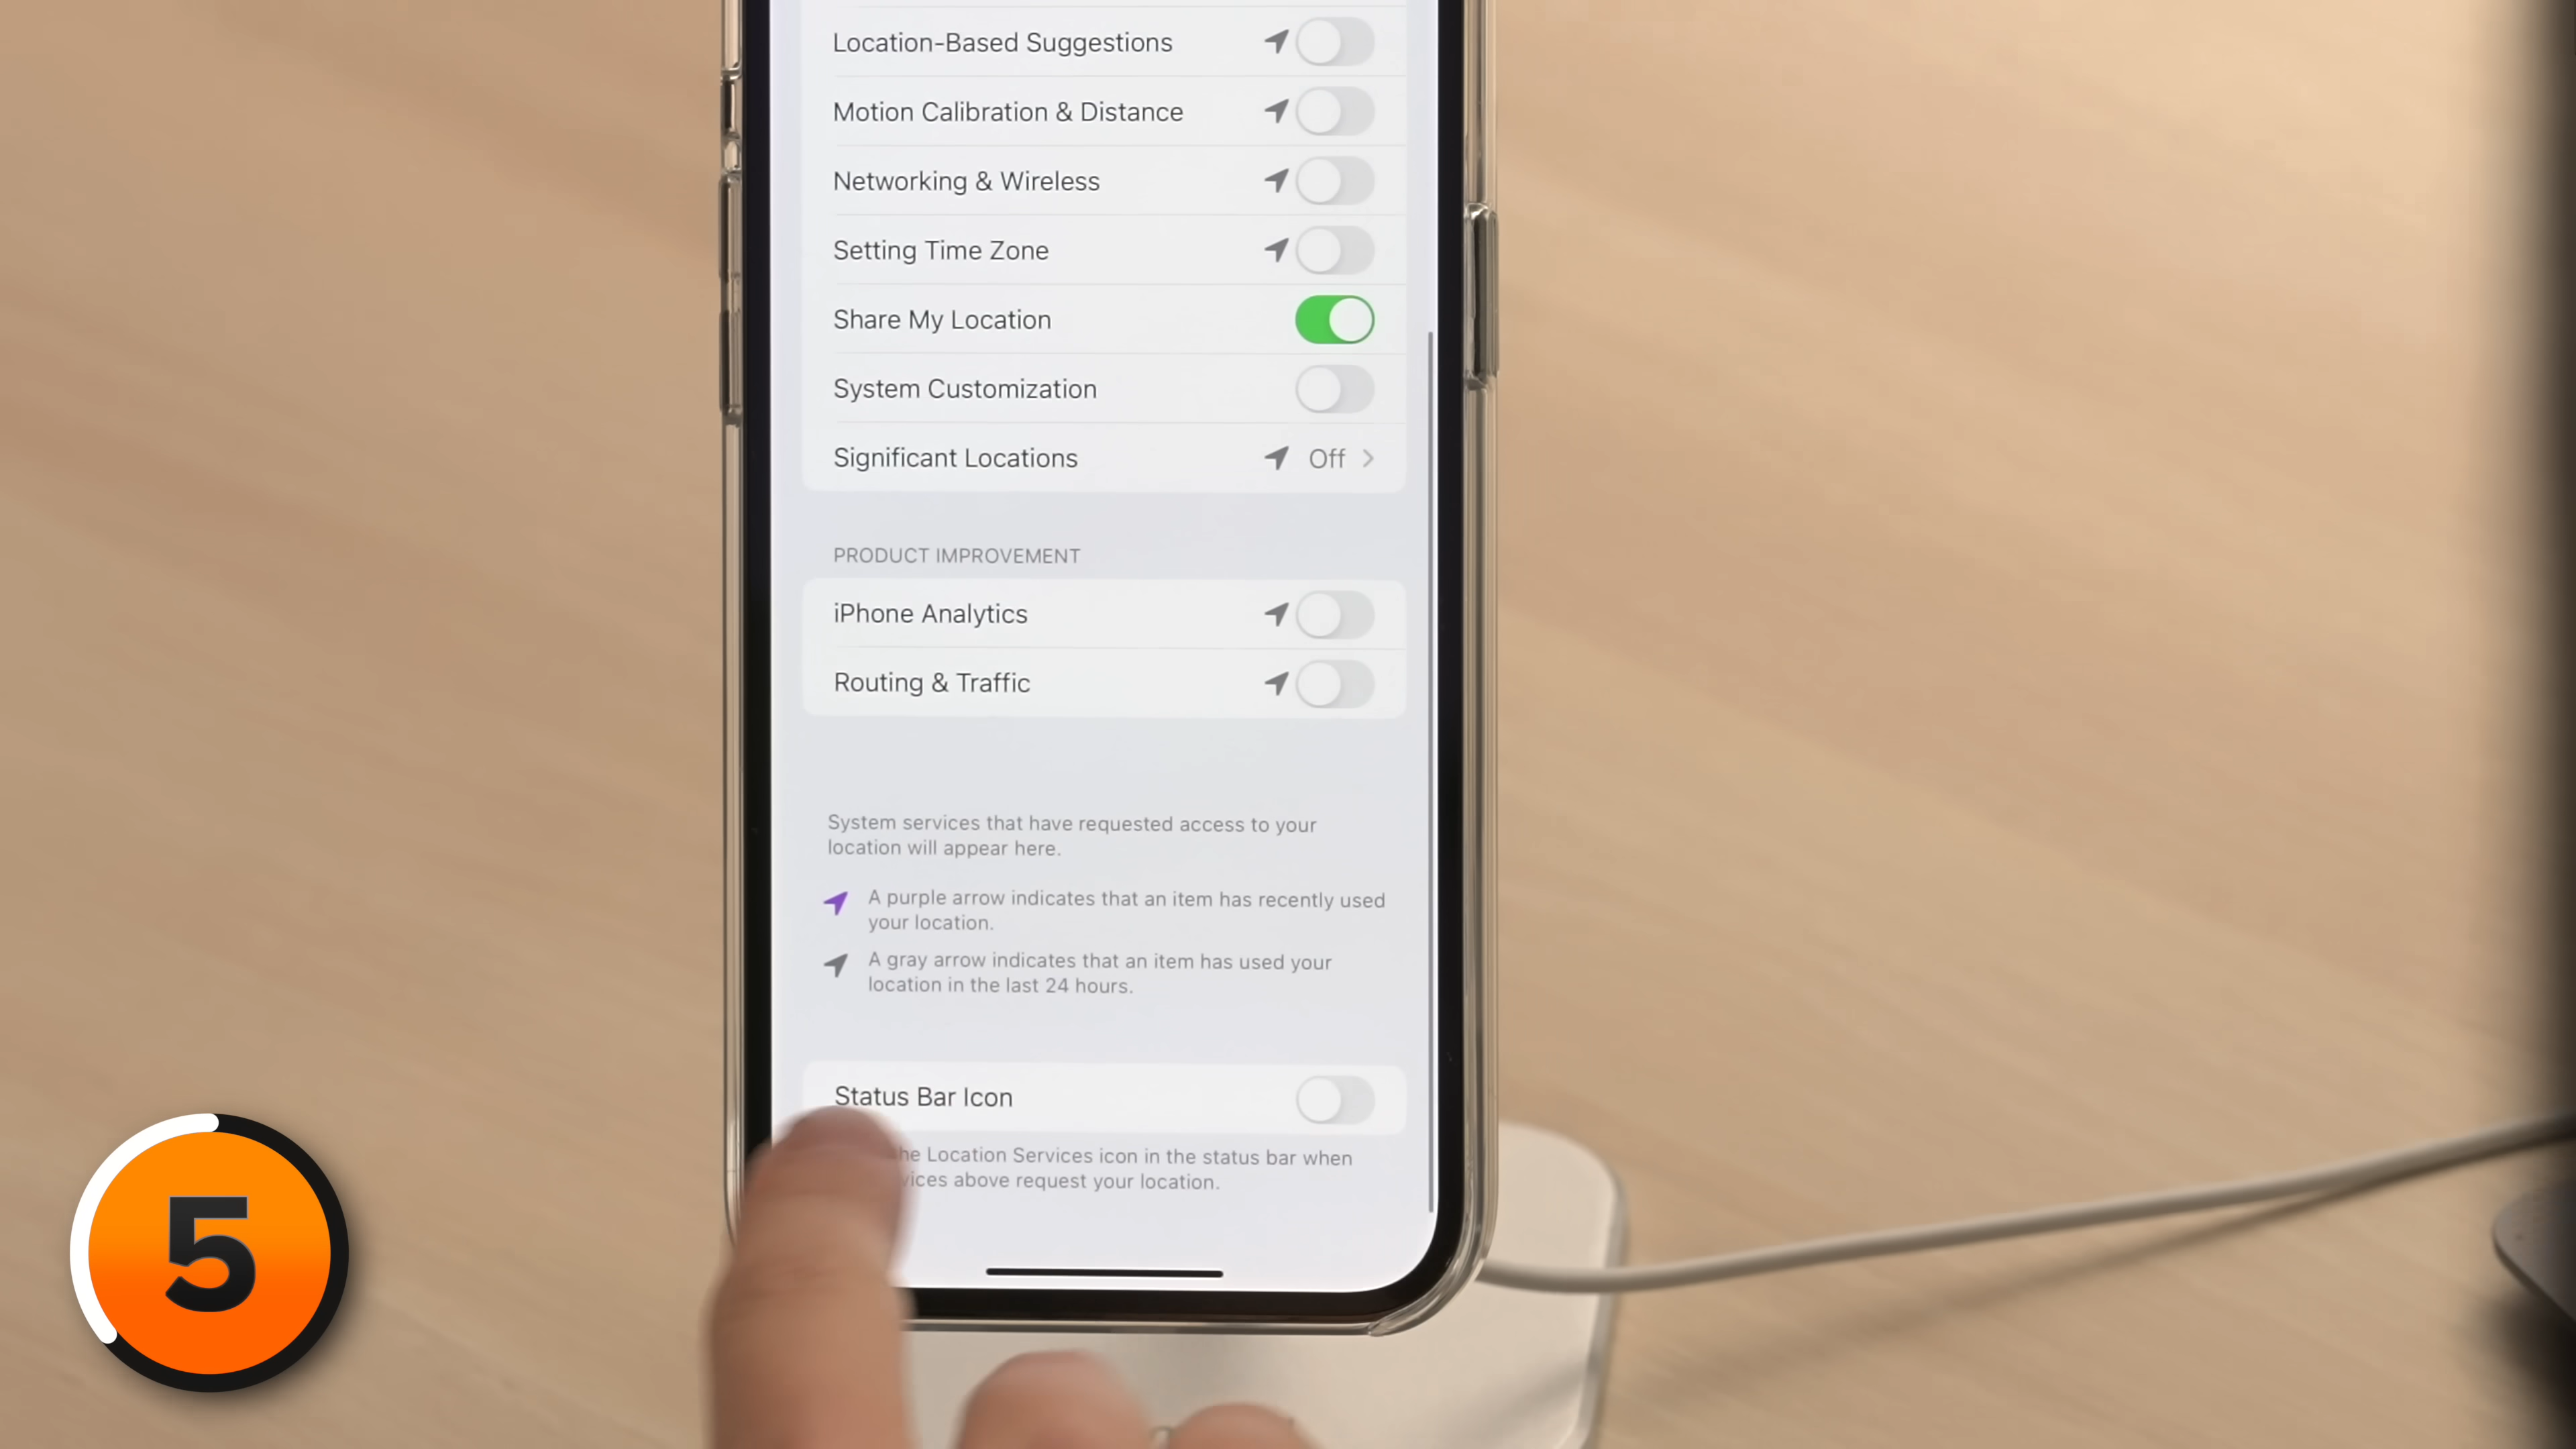 Location-Based Suggestions
Motion Calibration & Distance
Networking & Wireless
Setting Time Zone
Share My Location
System Customization
Significant Locations Off
PRODUCT IMPROVEMENT
iPhone Analytics
Routing & Traffic
System services that have requested access to your
location will appear here.
A purple arrow indicates that an item has recently used
your location.
A gray arrow indicates that an item has used your
location in the last 24 hours.
Status Bar Icon
Location Services icon in the status bar when
above request your location.
5